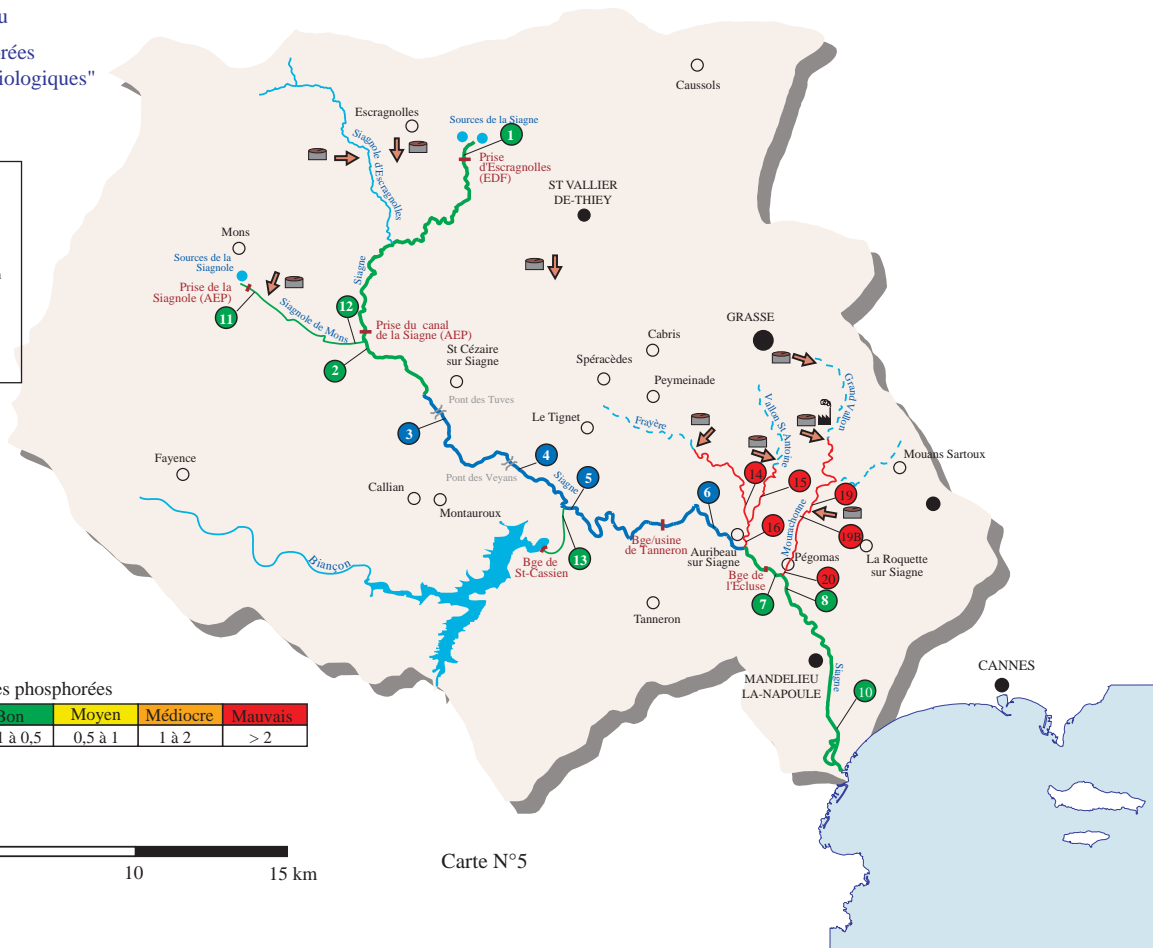 u
rées
iologiques"
Caussols
Escragnolles
Sources de la Siagne
1
Siagnole d'Escragnolles
Prise
d'Escragnolles
(EDF)
ST VALLIER
DE-THIEY
Mons
Sources de la
Siagnole
Prise de la
Siagnole (AEP)
11
Siagnole de Mons
12
Siagne
Prise du canal
de la Siagne (AEP)
2
St Cézaire
sur Siagne
GRASSE
Cabris
Spéracèdes
Peymeinade
Pont des Tuves
Le Tignet
Frayère
Vallon St Antoine
Grand Vallon
3
4
Fayence
Pont des Veyans
Siagne
5
Callian
Montauroux
6
14
15
Mouans Sartoux
19
Mourachonne
16
19B
Bge/usine
de Tanneron
Auribeau
sur Siagne
Pégomas
La Roquette
sur Siagne
Biançon
Bge de
St-Cassien
13
Bge de
l'Ecluse
20
7
8
Tanneron
Siagne
MANDELIEU
LA-NAPOULE
CANNES
10
es phosphorées
Bon Moyen Médiocre Mauvais
1 à 0,5 0,5 à 1 1 à 2 > 2
10 15 km
Carte N°5